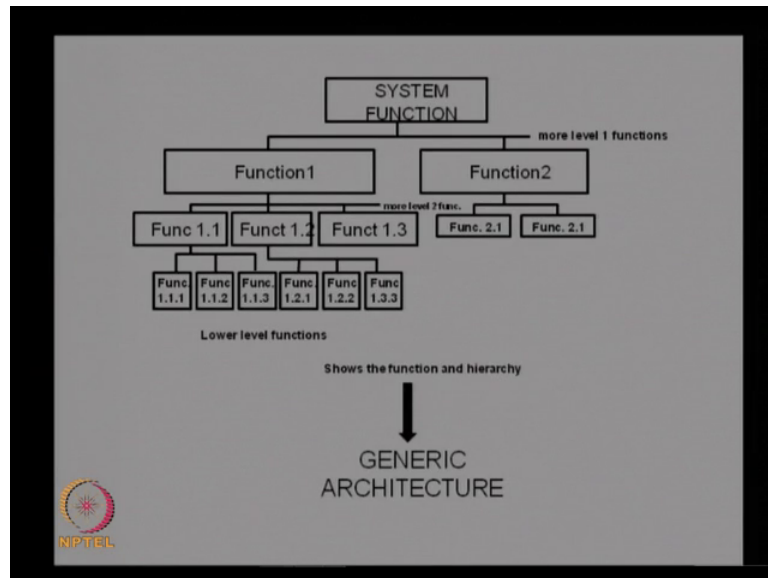 SYSTEM
FUNCTION
more level 1 functions
Function1
Function2
more level 2 func.
Func 1.1
Funct 1.2
Funct 1.3
Func. 2.1
Func. 2.1
Func.
1.1.1
Func.
1.1.2
Func.
1.1.3
Func.
1.2.1
Func
1.2.2
Func
1.3.3
Lower level functions
Shows the function and hierarchy
GENERIC
ARCHITECTURE
NPTEL